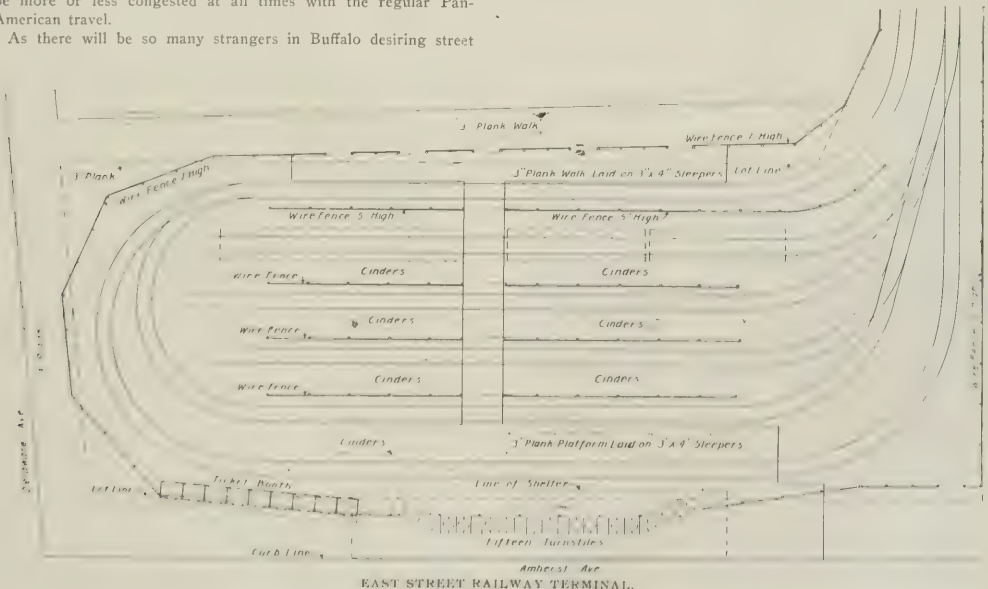 be more or less congested at all times with the regular Pan-
American travel.
As there will be so many strangers in Buffalo desiring street
3 Plank Walk
Wire Fence 7 High
3" Plank
Wire Fence 7 High
3" Plank Walk Laid on 3"x 4" Sleepers
Lot Line
Wire Fence 5 High
Wire Fence 5' High
Cinders
Cinders
Wire Fence
Cinders
Cinders
Wire Fence
Cinders
Cinders
Wire Fence
Cinders
3" Plank Platform Laid on 3"x 4" Sleepers
Lot Line
Ticket Booth
Line of Shelter
Fifteen Turnstiles
Curb Line
Amherst Ave
Ave
EAST STREET RAILWAY TERMINAL.